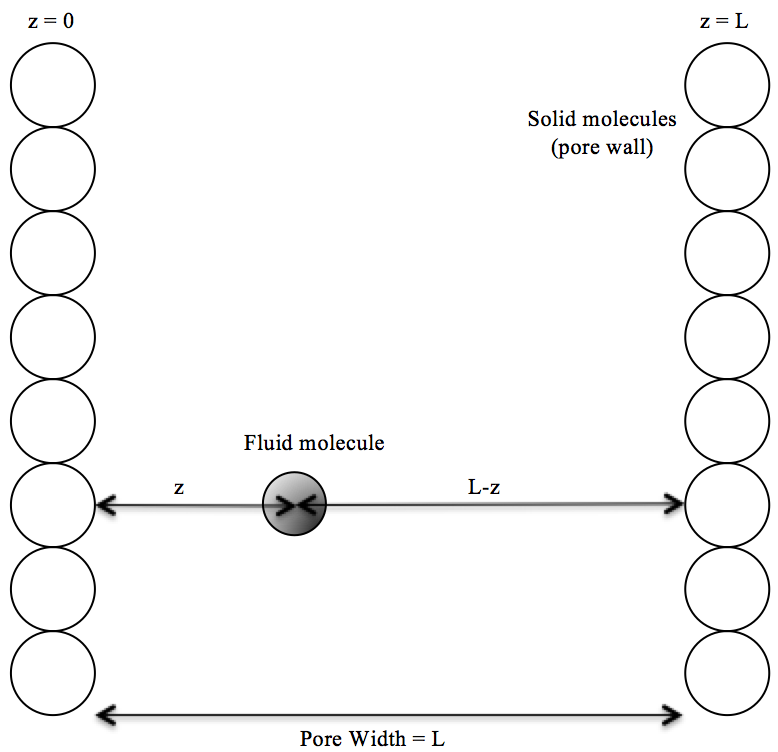 z = 0
z = L
Solid molecules
(pore wall)
Fluid molecule
z
L-z
Pore Width = L